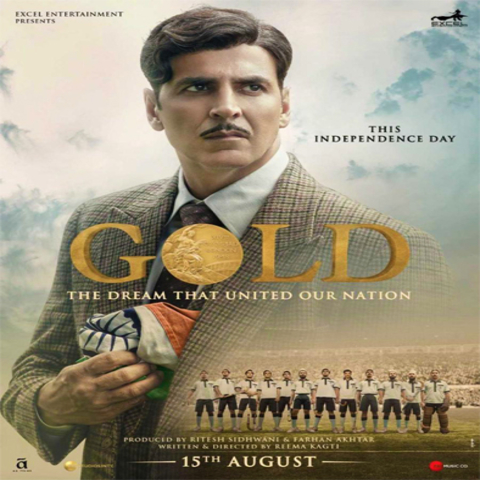 EXCEL ENTERTAINMENT
PRESENTS
EXCEL
THIS
INDEPENDENCE DAY
GOLD
THE DREAM THAT UNITED OUR NATION
PRODUCED BY RITESH SIDHWANI & FARHAN AKHTAR
WRITTEN & DIRECTED BY REEMA KAGTI
15TH AUGUST